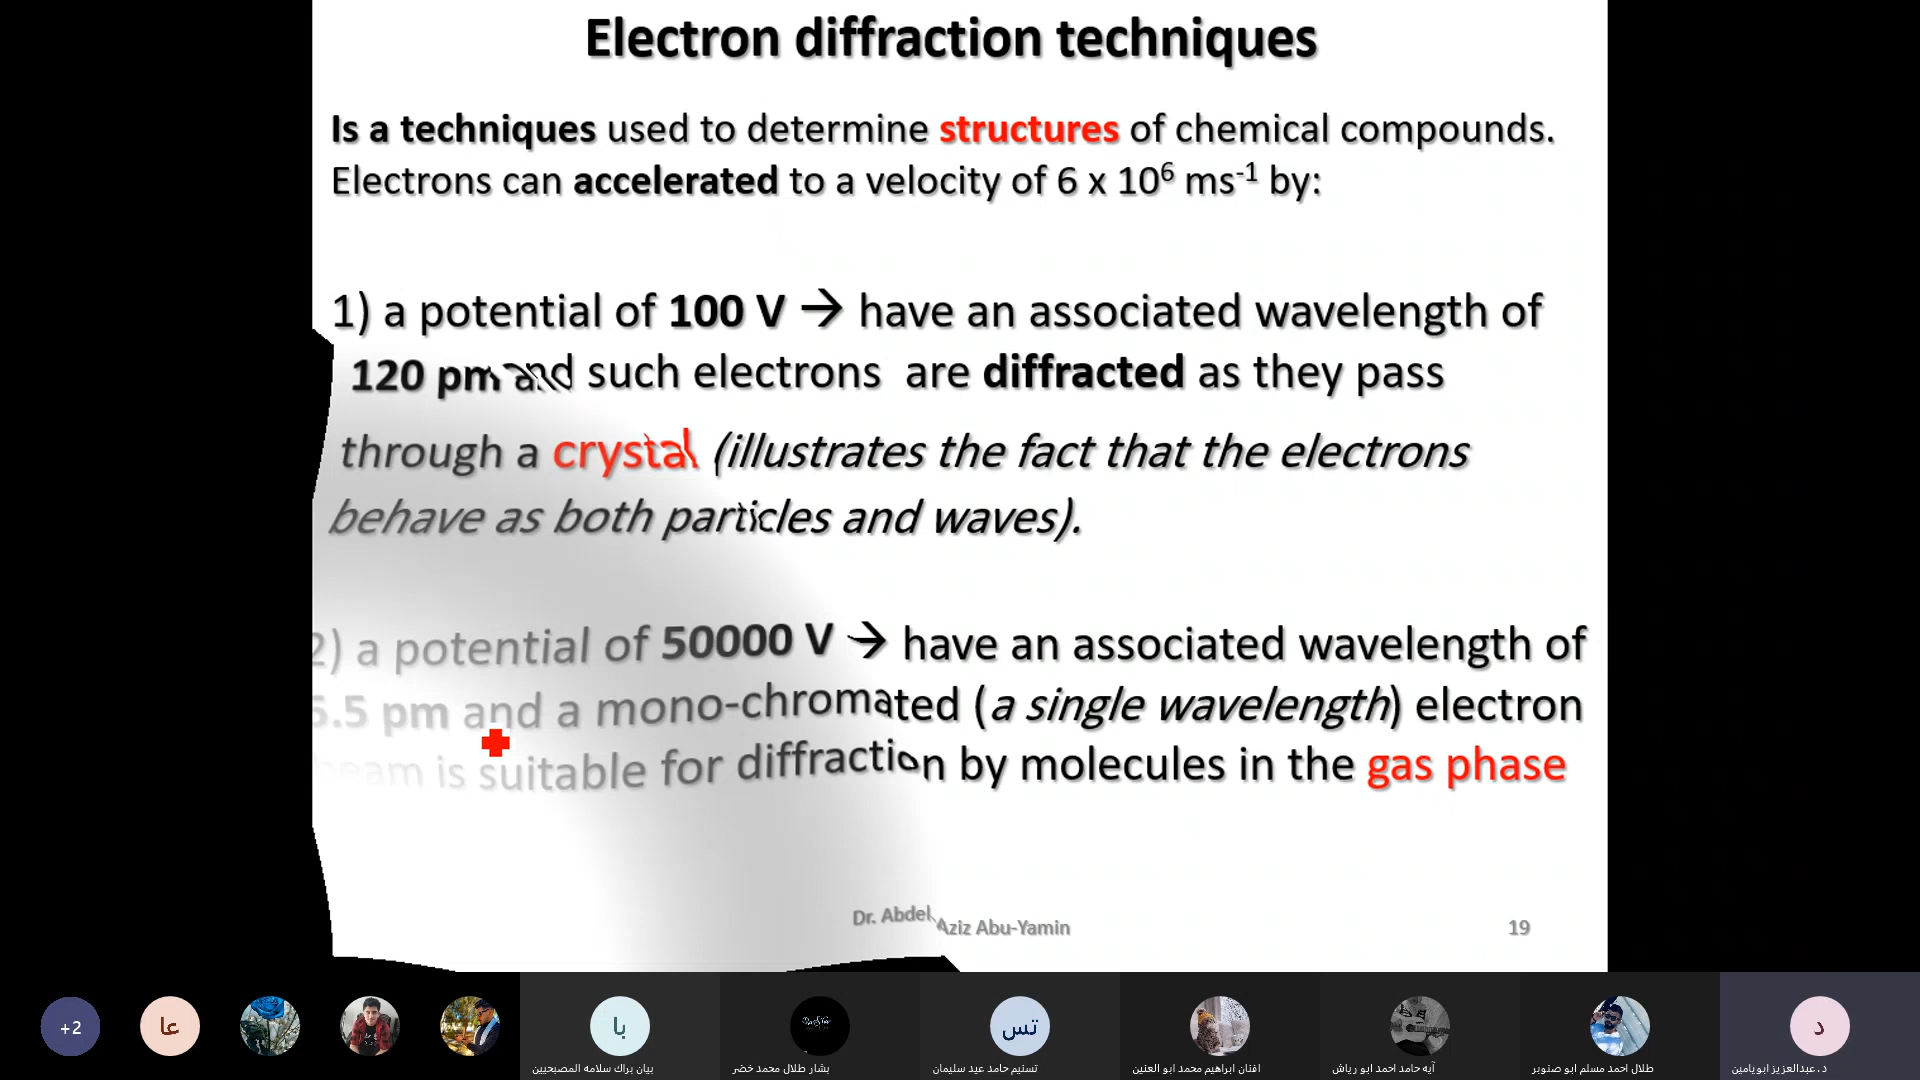 Electron diffraction techniques
Is a techniques used to determine structures of chemical compounds.
Electrons can accelerated to a velocity of 6 x 10⁶ ms⁻¹ by:
1) a potential of 100 V → have an associated wavelength of
120 pm and such electrons are diffracted as they pass
through a crystal (illustrates the fact that the electrons
behave as both particles and waves).
2) a potential of 50000 V → have an associated wavelength of
5.5 pm and a mono-chromated (a single wavelength) electron
beam is suitable for diffraction by molecules in the gas phase
Dr. Abdel Aziz Abu-Yamin
19
+2
عا
با
تس
د
بيان براك سلامه المصبحيين
بشار طلال محمد خضر
تسنيم حامد عيد سليمان
افنان ابراهيم محمد ابو العنين
آيه حامد احمد ابو رياش
طلال احمد مسلم ابو صنوبر
د.عبدالعزيز ابويامين